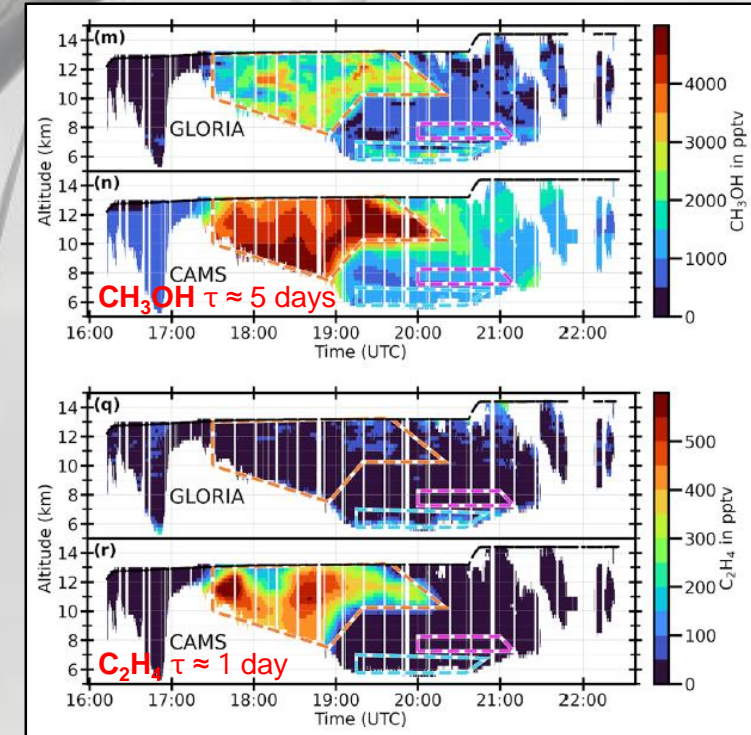 (m)
14
12
10
8
6
Altitude (km)
GLORIA
(n)
14
12
10
8
6
Altitude (km)
CAMS
CH₃OH τ ≈ 5 days
16:00 17:00 18:00 19:00 20:00 21:00 22:00
Time (UTC)
4000
3000
2000
1000
0
CH₃OH in pptv
(q)
14
12
10
8
6
Altitude (km)
GLORIA
(r)
14
12
10
8
6
Altitude (km)
CAMS
C₂H₄ τ ≈ 1 day
16:00 17:00 18:00 19:00 20:00 21:00 22:00
Time (UTC)
500
400
300
200
100
0
C₂H₄ in pptv